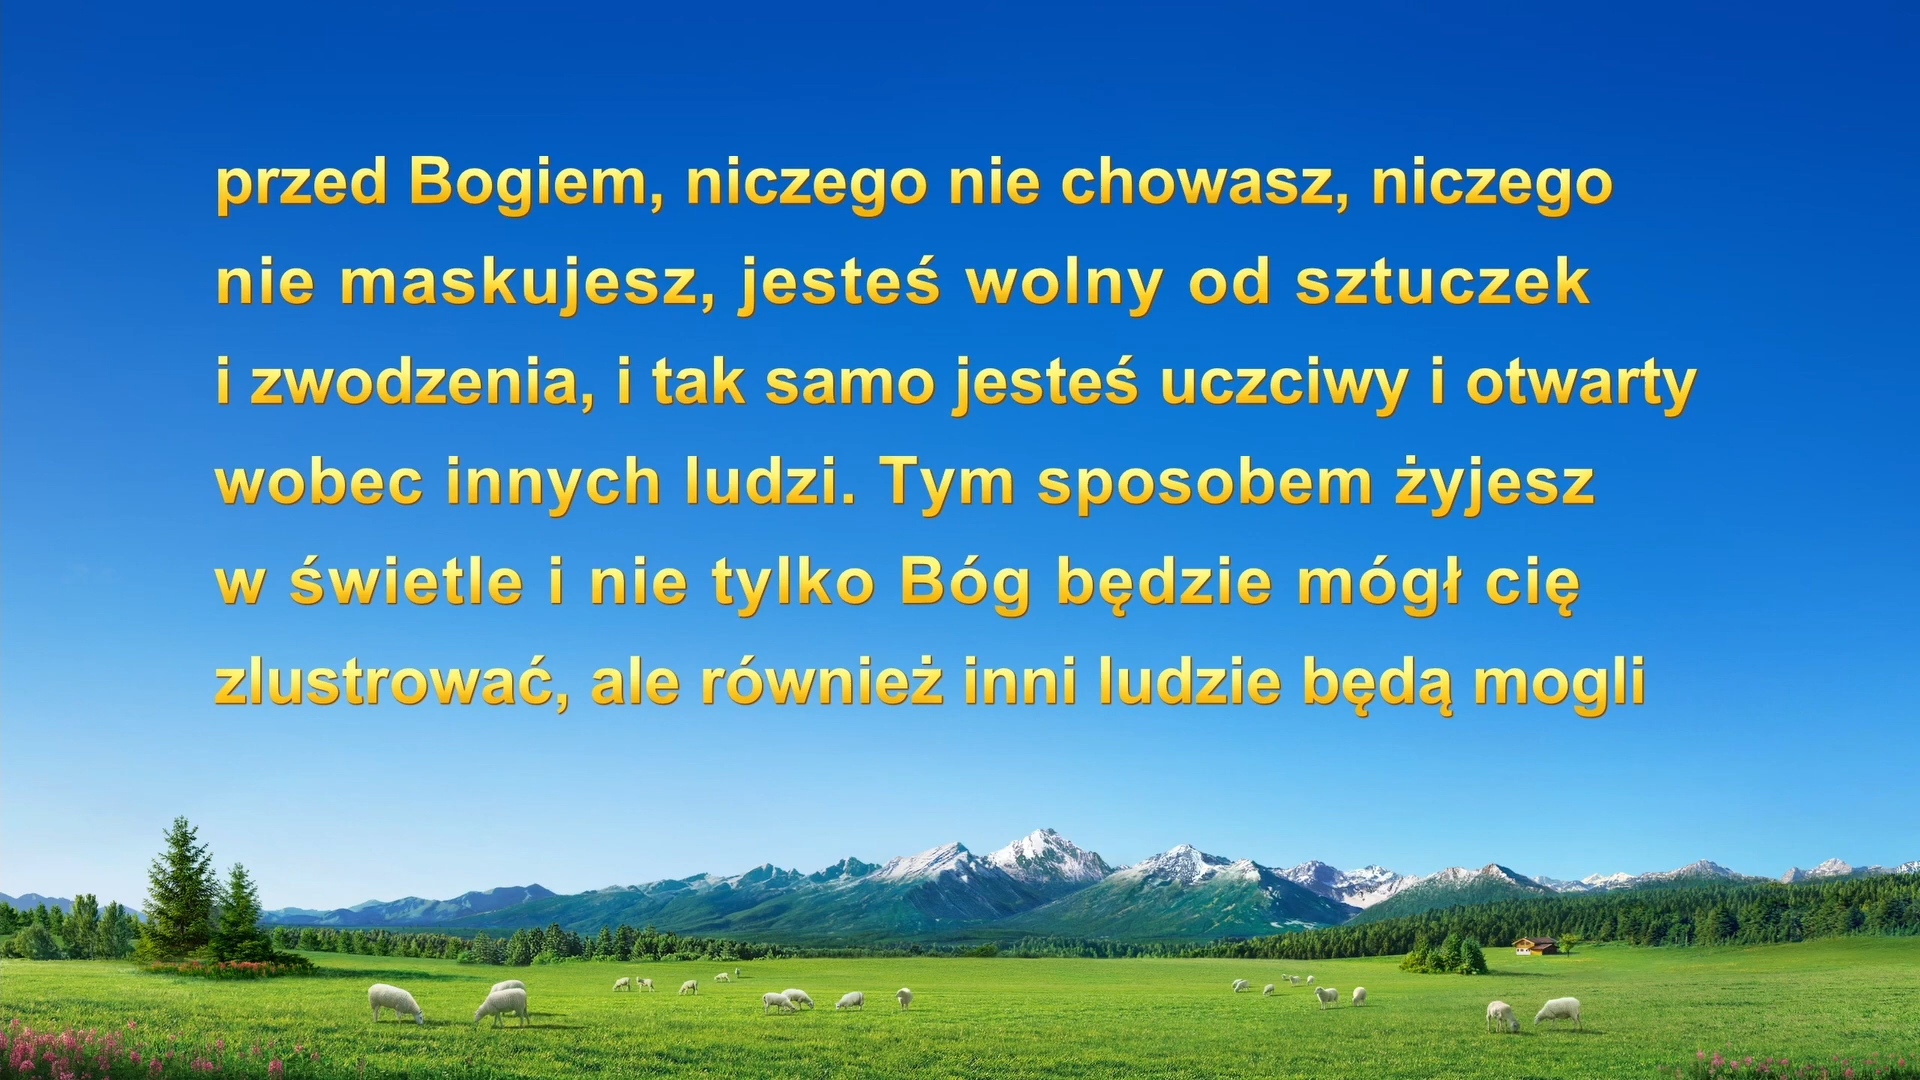 przed Bogiem, niczego nie chowasz, niczego
nie maskujesz, jesteś wolny od sztuczek
i zwodzenia, i tak samo jesteś uczciwy i otwarty
wobec innych ludzi. Tym sposobem żyjesz
w świetle i nie tylko Bóg będzie mógł cię
zlustrować, ale również inni ludzie będą mogli